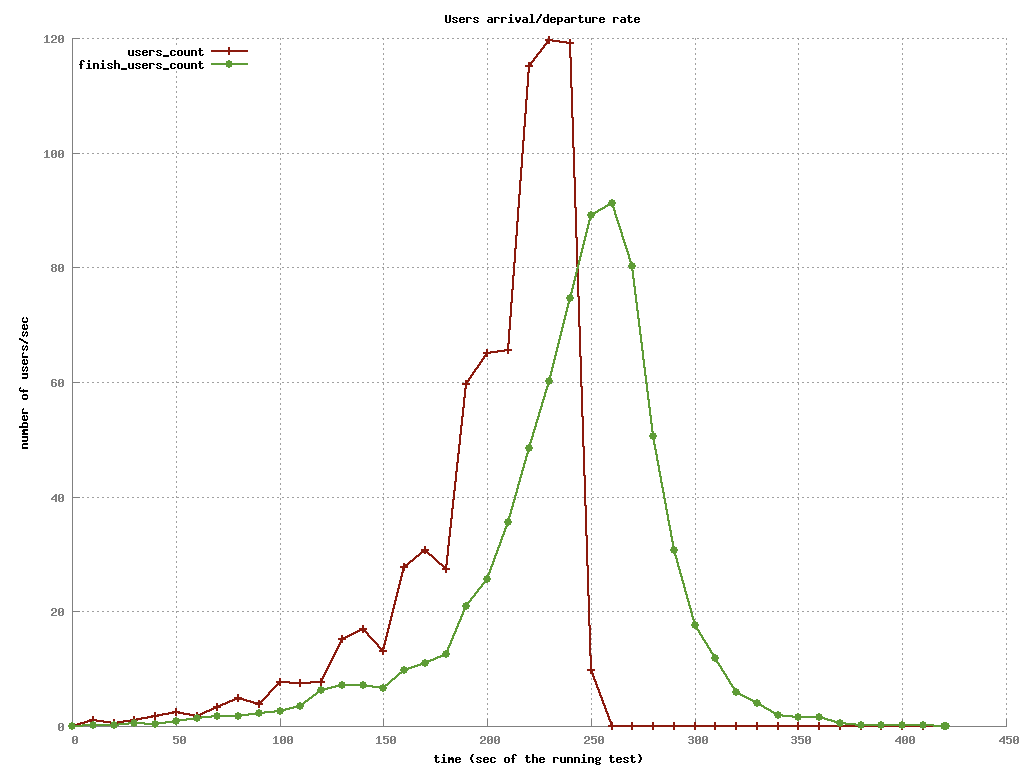 Users arrival/departure rate
users_count
finish_users_count
120
100
80
60
40
20
0
number of users/sec
0 50 100 150 200 250 300 350 400 450
time (sec of the running test)